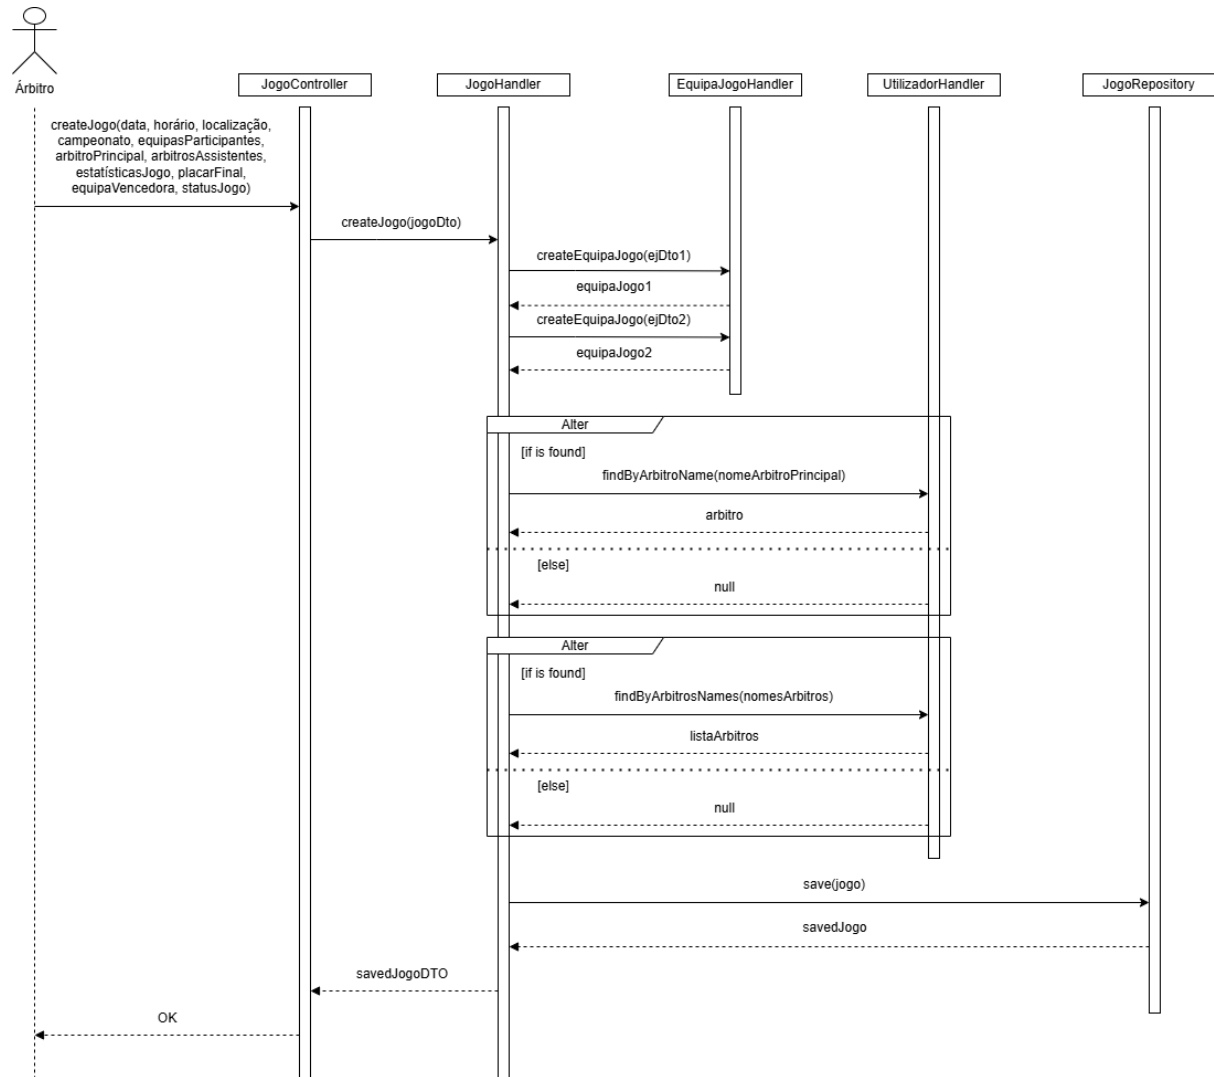 Árbitro
JogoController
JogoHandler
EquipaJogoHandler
UtilizadorHandler
JogoRepository
createJogo(data, horário, localização,
campeonato, equipasParticipantes,
arbitroPrincipal, arbitrosAssistentes,
estatísticasJogo, placarFinal,
equipaVencedora, statusJogo)
createJogo(jogoDto)
createEquipaJogo(ejDto1)
equipaJogo1
createEquipaJogo(ejDto2)
equipaJogo2
Alter
[if is found]
findByArbitroName(nomeArbitroPrincipal)
arbitro
[else]
null
Alter
[if is found]
findByArbitrosNames(nomesArbitros)
listaArbitros
[else]
null
save(jogo)
savedJogo
savedJogoDTO
OK